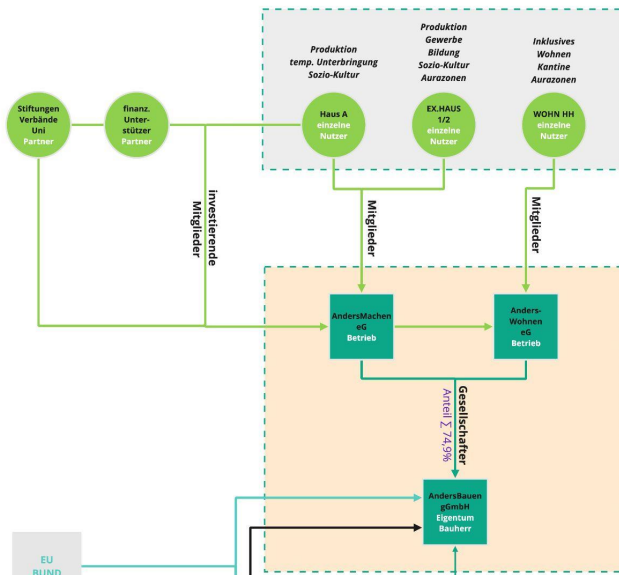 Produktion
temp. Unterbringung
Sozio-Kultur
Produktion
Gewerbe
Bildung
Sozio-Kultur
Aurazonen
Inklusives
Wohnen
Kantine
Aurazonen
Stiftungen
Verbände
Uni
Partner
finanz.
Unter-
stützer
Partner
Haus A
einzelne
Nutzer
EX.HAUS
1/2
einzelne
Nutzer
WOHN HH
einzelne
Nutzer
investierende
Mitglieder
Mitglieder
Mitglieder
AndersMachen
eG
Betrieb
Anders-
Wohnen
eG
Betrieb
Gesellschafter
Anteil ∑ 74,9%
AndersBauen
gGmbH
Eigentum
Bauherr
EU
BUND